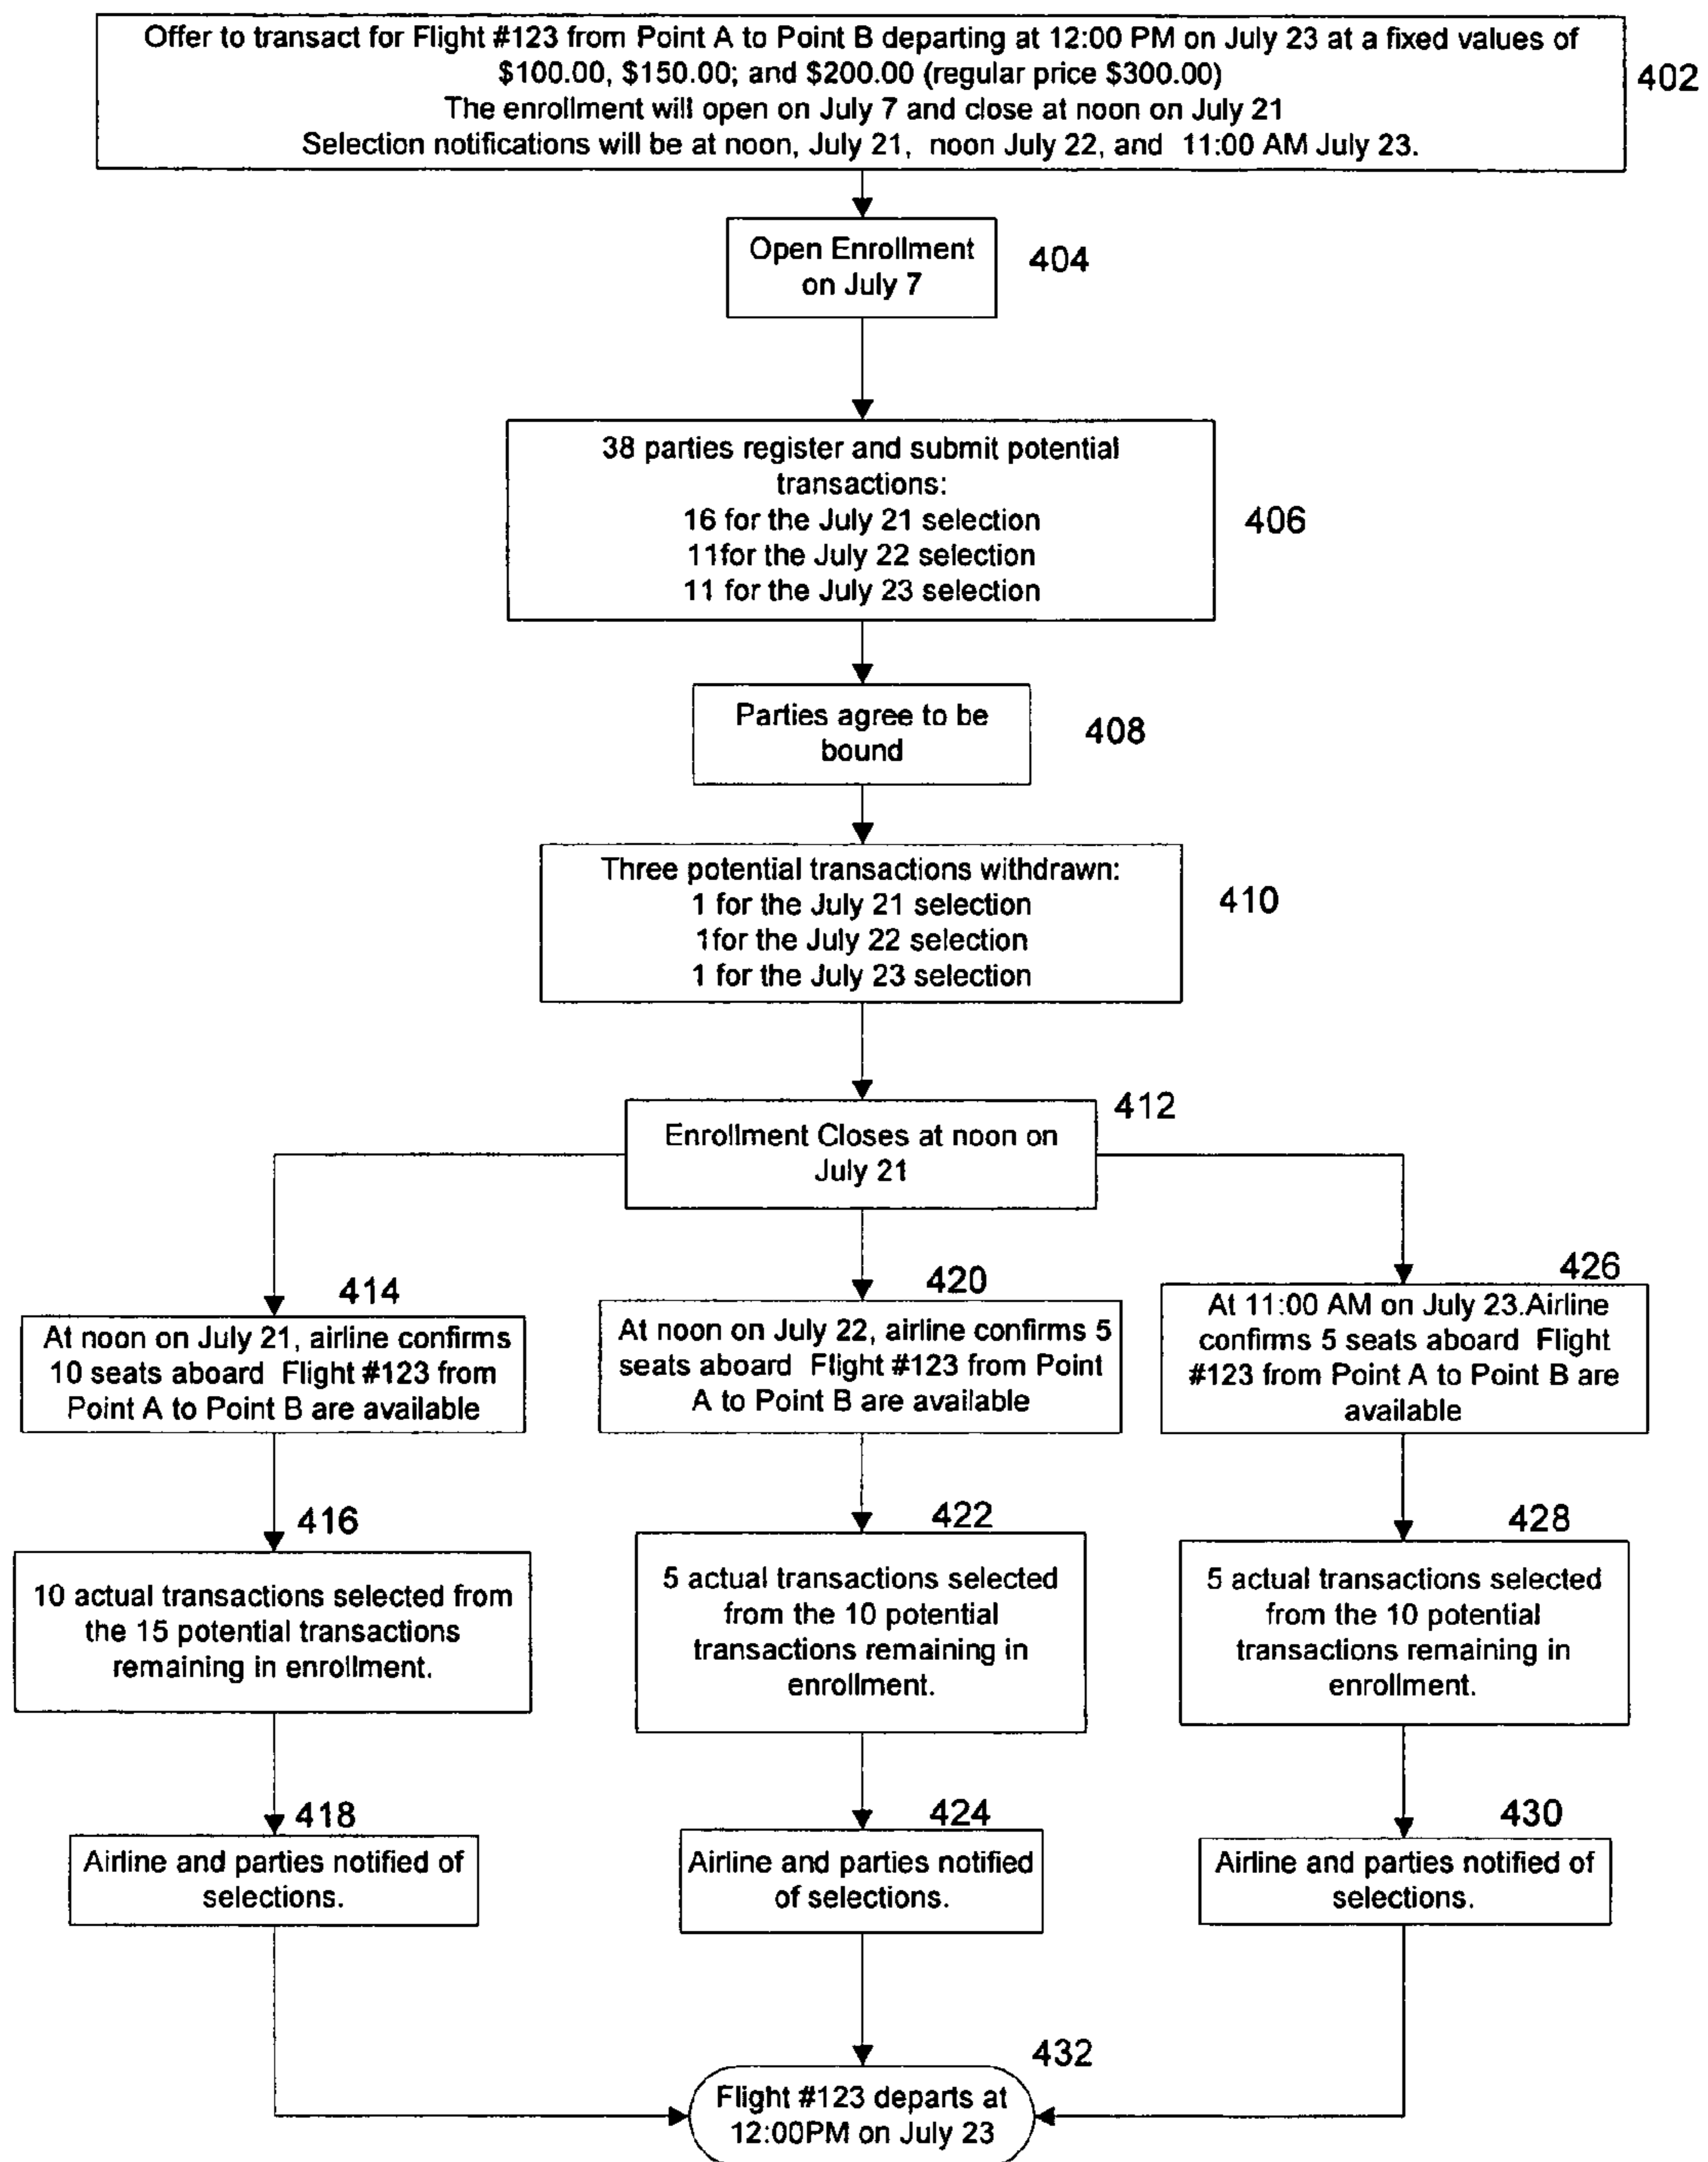 Offer to transact for Flight #123 from Point A to Point B departing at 12:00 PM on July 23 at a fixed values of
$100.00, $150.00; and $200.00 (regular price $300.00)
The enrollment will open on July 7 and close at noon on July 21
Selection notifications will be at noon, July 21, noon July 22, and 11:00 AM July 23.
402
Open Enrollment
on July 7
404
38 parties register and submit potential
transactions:
16 for the July 21 selection
11for the July 22 selection
11 for the July 23 selection
406
Parties agree to be
bound
408
Three potential transactions withdrawn:
1 for the July 21 selection
1for the July 22 selection
1 for the July 23 selection
410
412
Enrollment Closes at noon on
July 21
414
At noon on July 21, airline confirms
10 seats aboard Flight #123 from
Point A to Point B are available
416
10 actual transactions selected from
the 15 potential transactions
remaining in enrollment.
418
Airline and parties notified of
selections.
420
At noon on July 22, airline confirms 5
seats aboard Flight #123 from Point
A to Point B are available
422
5 actual transactions selected
from the 10 potential
transactions remaining in
enrollment.
424
Airline and parties notified
of selections.
426
At 11:00 AM on July 23.Airline
confirms 5 seats aboard Flight
#123 from Point A to Point B are
available
428
5 actual transactions selected
from the 10 potential
transactions remaining in
enrollment.
430
Airline and parties notified of
selections.
432
Flight #123 departs at
12:00PM on July 23